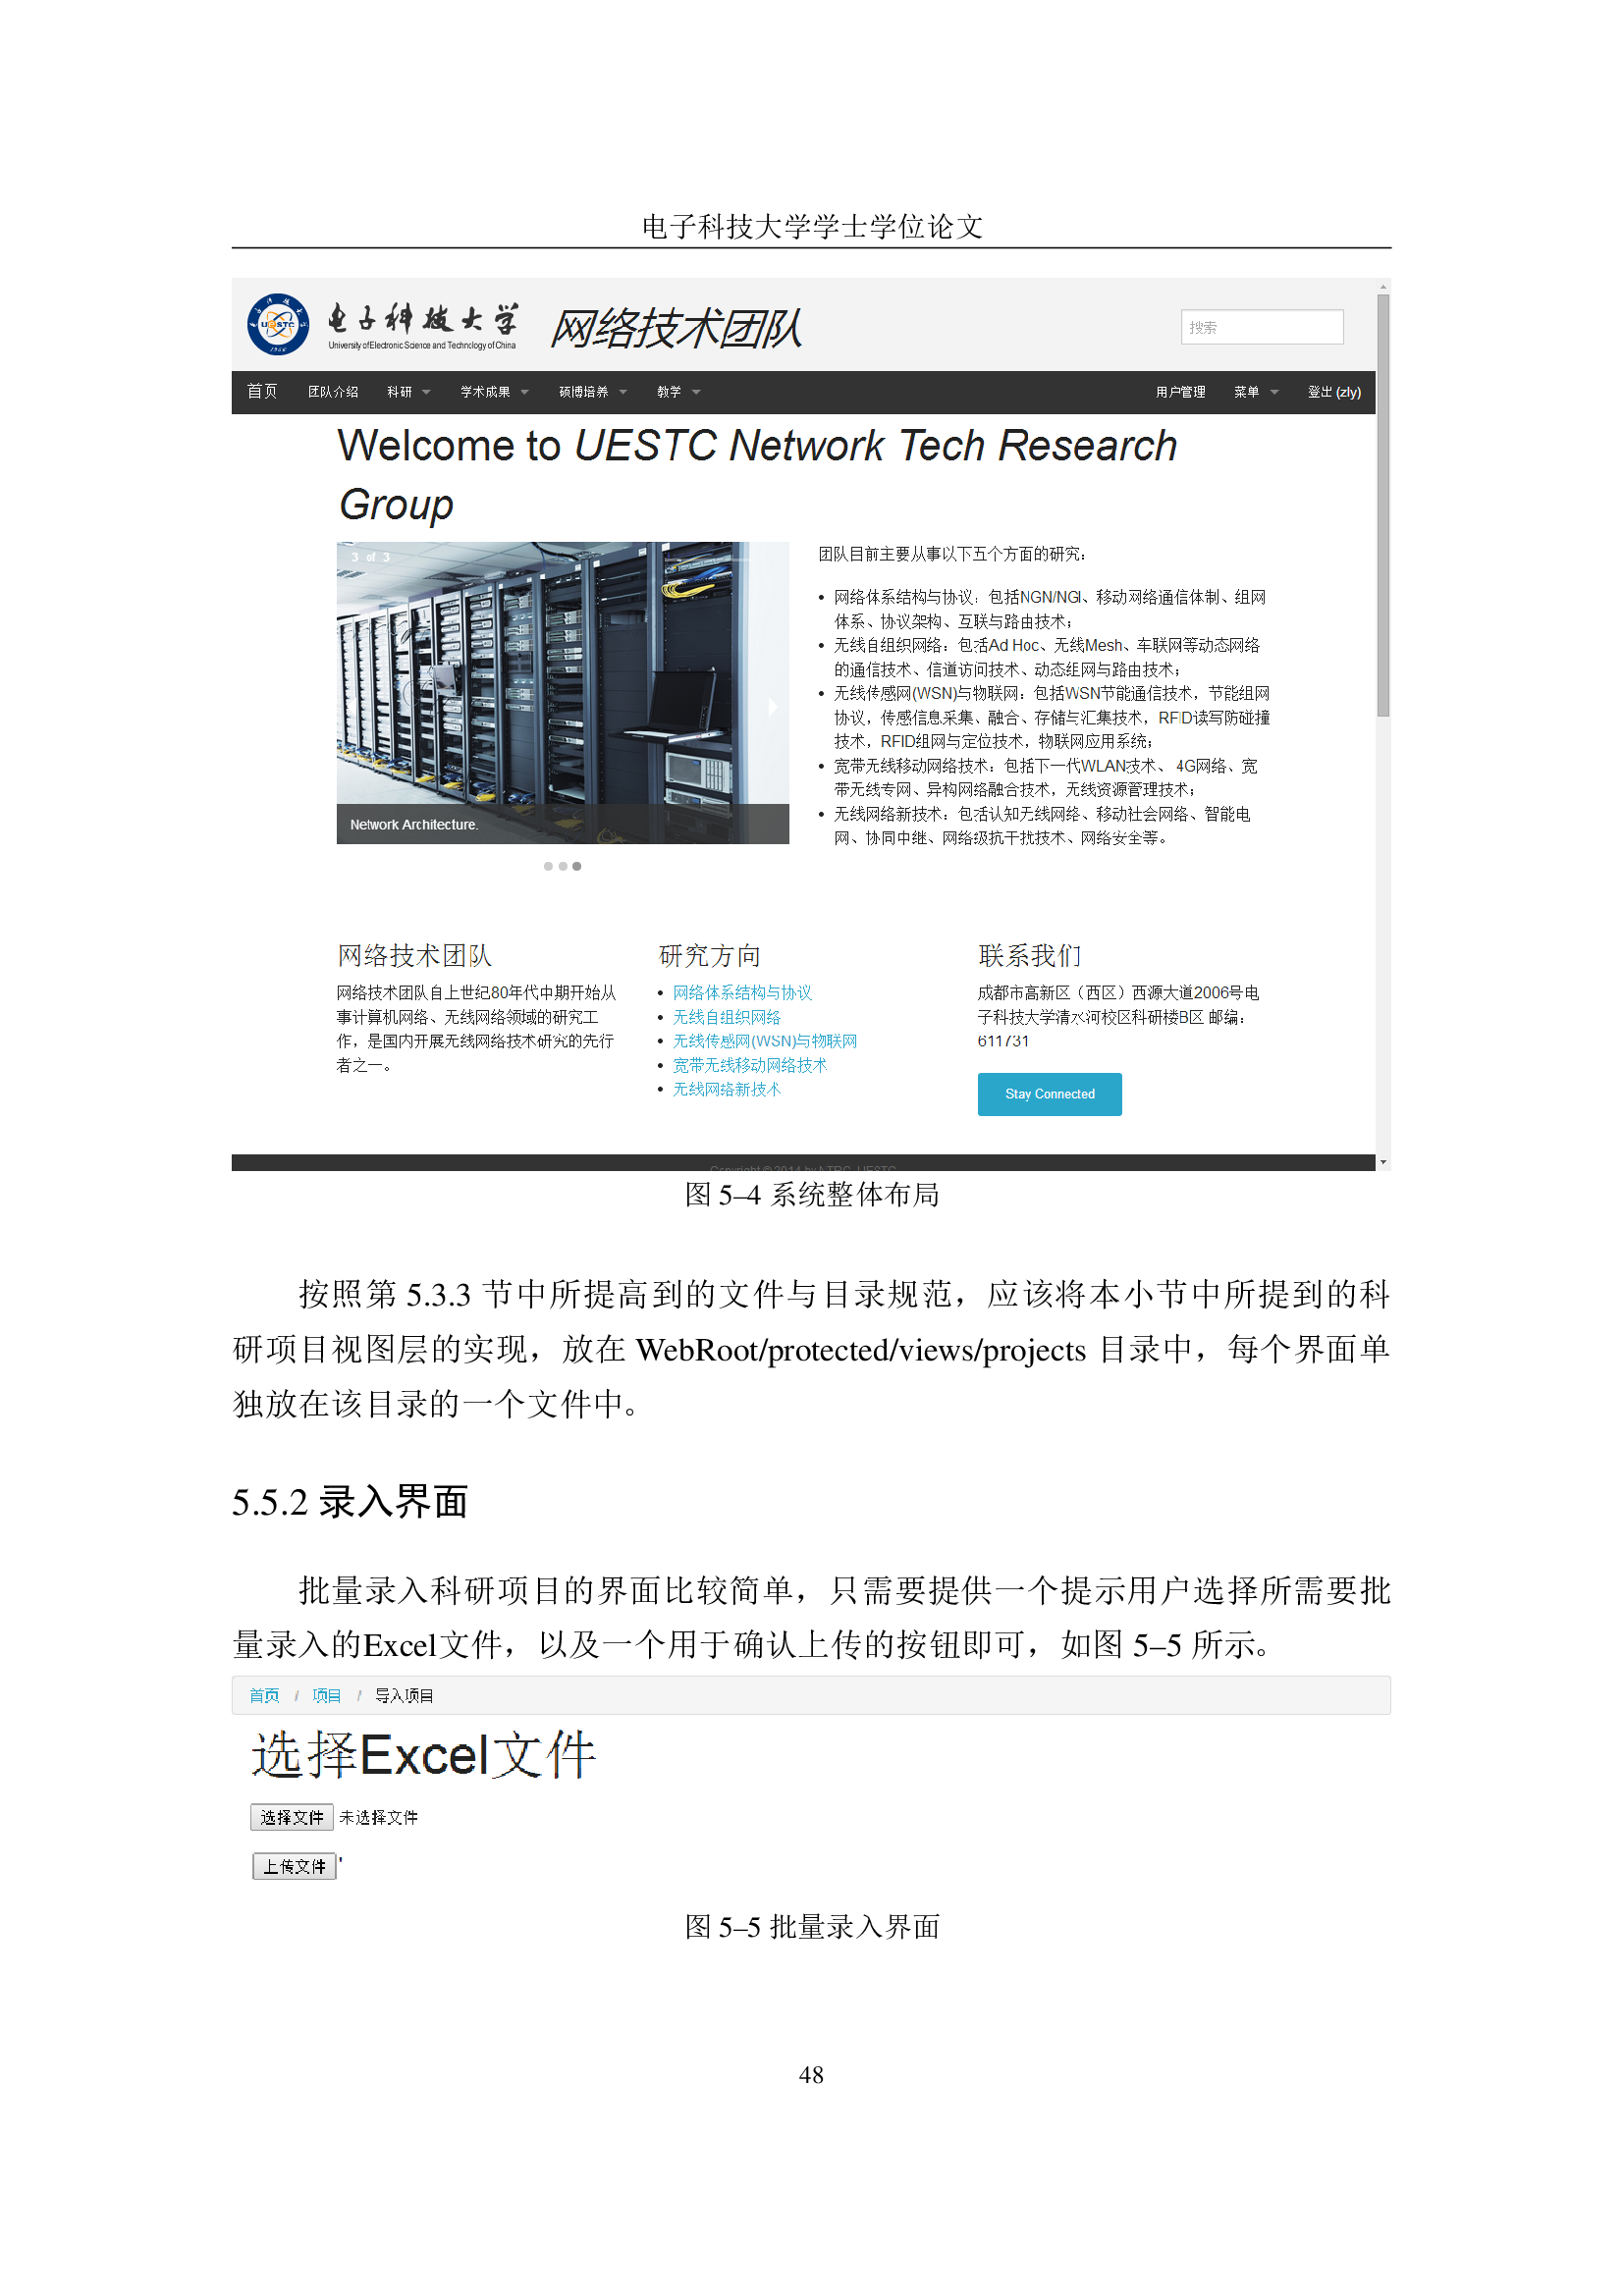 电子科技大学学士学位论文
电子科技大学
University of Electronic Science and Technology of China
网络技术团队
搜索
首页 团队介绍 科研 学术成果 硕博培养 教学 用户管理 菜单 登出 (zly)
Welcome to UESTC Network Tech Research
Group
3 of 3
Network Architecture.
团队目前主要从事以下五个方面的研究：
• 网络体系结构与协议：包括NGN/NGI、移动网络通信体制、组网
体系、协议架构、互联与路由技术；
• 无线自组织网络：包括Ad Hoc、无线Mesh、车联网等动态网络
的通信技术、信道访问技术、动态组网与路由技术；
• 无线传感网(WSN)与物联网：包括WSN节能通信技术，节能组网
协议，传感信息采集、融合、存储与汇集技术，RFID读写防碰撞
技术，RFID组网与定位技术，物联网应用系统；
• 宽带无线移动网络技术：包括下一代WLAN技术、 4G网络、宽
带无线专网、异构网络融合技术，无线资源管理技术；
• 无线网络新技术：包括认知无线网络、移动社会网络、智能电
网、协同中继、网络级抗干扰技术、网络安全等。
网络技术团队
网络技术团队自上世纪80年代中期开始从
事计算机网络、无线网络领域的研究工
作，是国内开展无线网络技术研究的先行
者之一。
研究方向
• 网络体系结构与协议
• 无线自组织网络
• 无线传感网(WSN)与物联网
• 宽带无线移动网络技术
• 无线网络新技术
联系我们
成都市高新区（西区）西源大道2006号电
子科技大学清水河校区科研楼B区 邮编：
611731
Stay Connected
Copyright © 2014 by NTRG, UESTC
图 5–4 系统整体布局
按照第 5.3.3 节中所提高到的文件与目录规范，应该将本小节中所提到的科
研项目视图层的实现，放在 WebRoot/protected/views/projects 目录中，每个界面单
独放在该目录的一个文件中。
5.5.2 录入界面
批量录入科研项目的界面比较简单，只需要提供一个提示用户选择所需要批
量录入的Excel文件，以及一个用于确认上传的按钮即可，如图 5–5 所示。
首页 / 项目 / 导入项目
选择Excel文件
选择文件 未选择文件
上传文件 '
图 5–5 批量录入界面
48